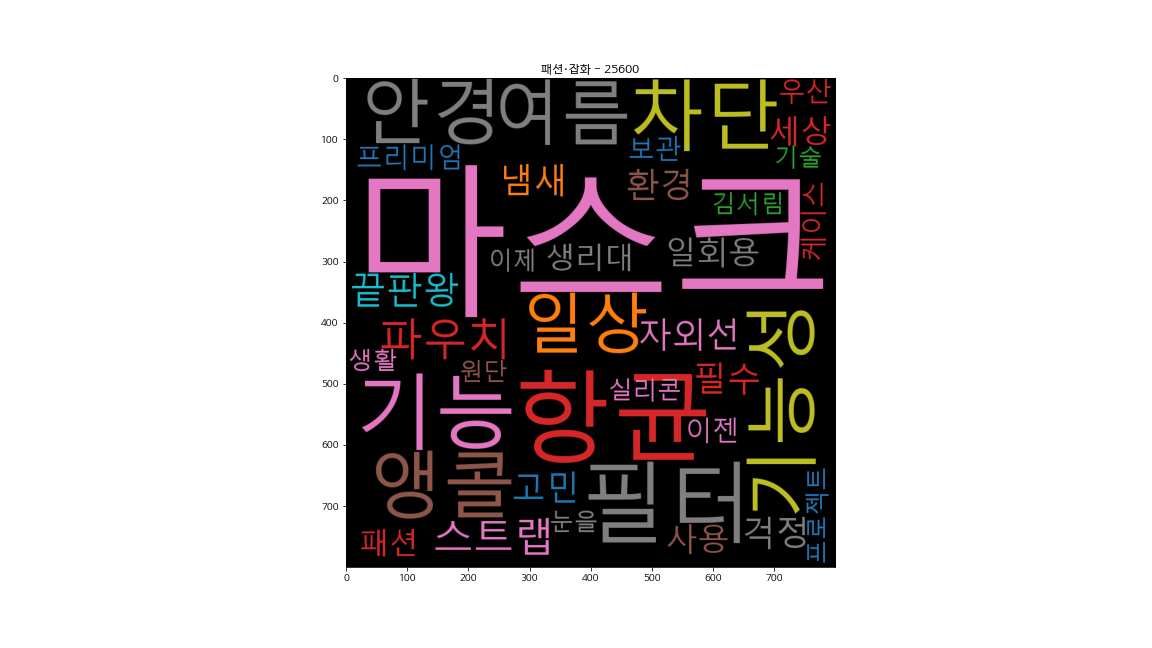 패션·잡화 - 25600
0
100
200
300
400
500
600
700
안경
여름
차단
우산
세상
프리미엄
보관
기술
냄새
환경
김서림
케이스
마스크
이제
생리대
일회용
끝판왕
일상
파우치
자외선
기능성
생활
원단
실리콘
필수
기능
항균
이젠
앵콜
고민
필터
프로젝트
눈을
패션
스트랩
사용
걱정
0
100
200
300
400
500
600
700